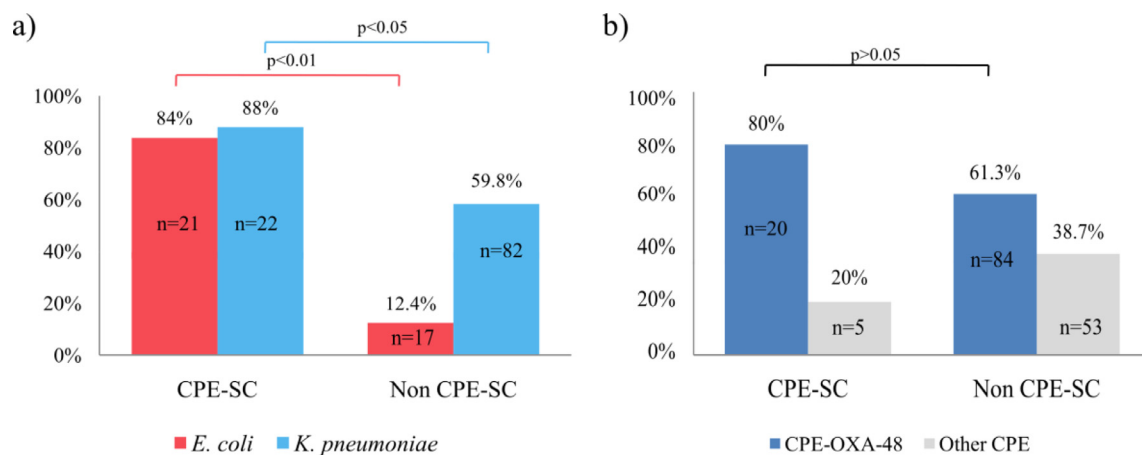 a)
p<0.05
p<0.01
100%
80%
60%
40%
20%
0%
84%
88%
59.8%
12.4%
n=21
n=22
n=82
n=17
CPE-SC
Non CPE-SC
E. coli
K. pneumoniae
b)
p>0.05
100%
80%
60%
40%
20%
0%
80%
61.3%
38.7%
20%
n=20
n=84
n=5
n=53
CPE-SC
Non CPE-SC
CPE-OXA-48
Other CPE